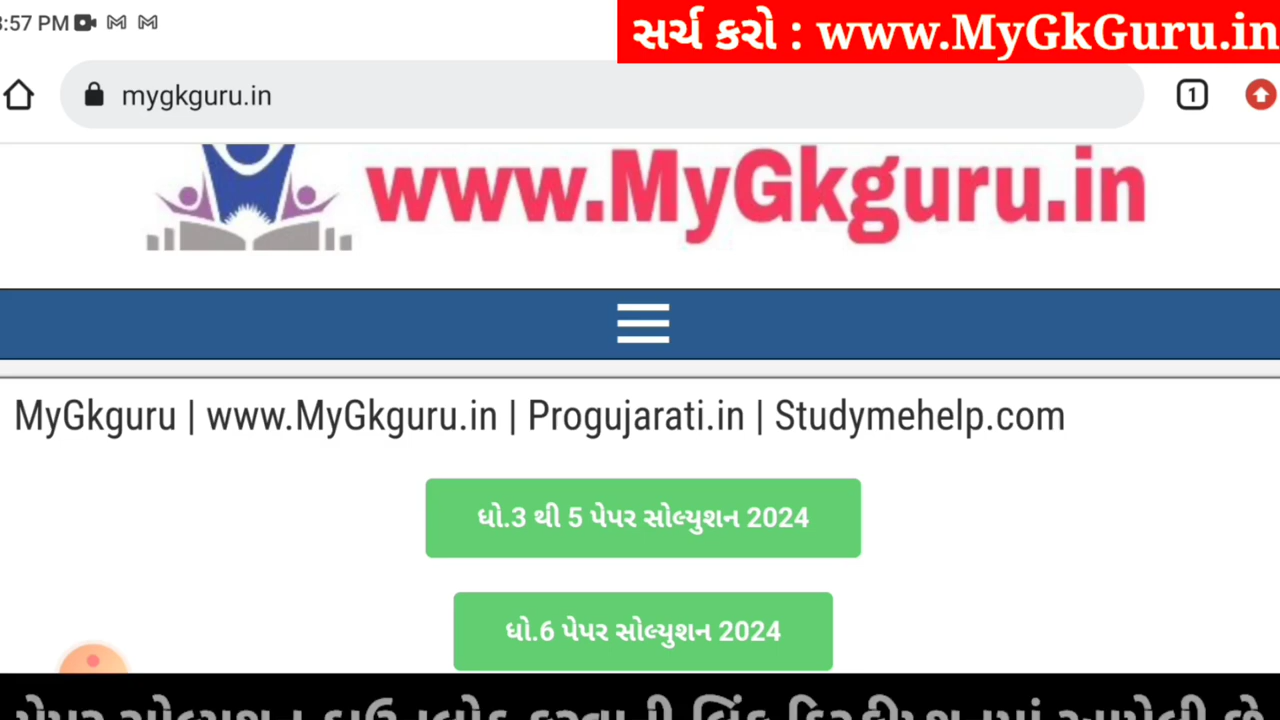 :57 PM
સર્ચ કરો : www.MyGkGuru.in
mygkguru.in
1
www.MyGkguru.in
MyGkguru | www.MyGkguru.in | Progujarati.in | Studymehelp.com
ધો.3 થી 5 પેપર સોલ્યુશન 2024
ધો.6 પેપર સોલ્યુશન 2024